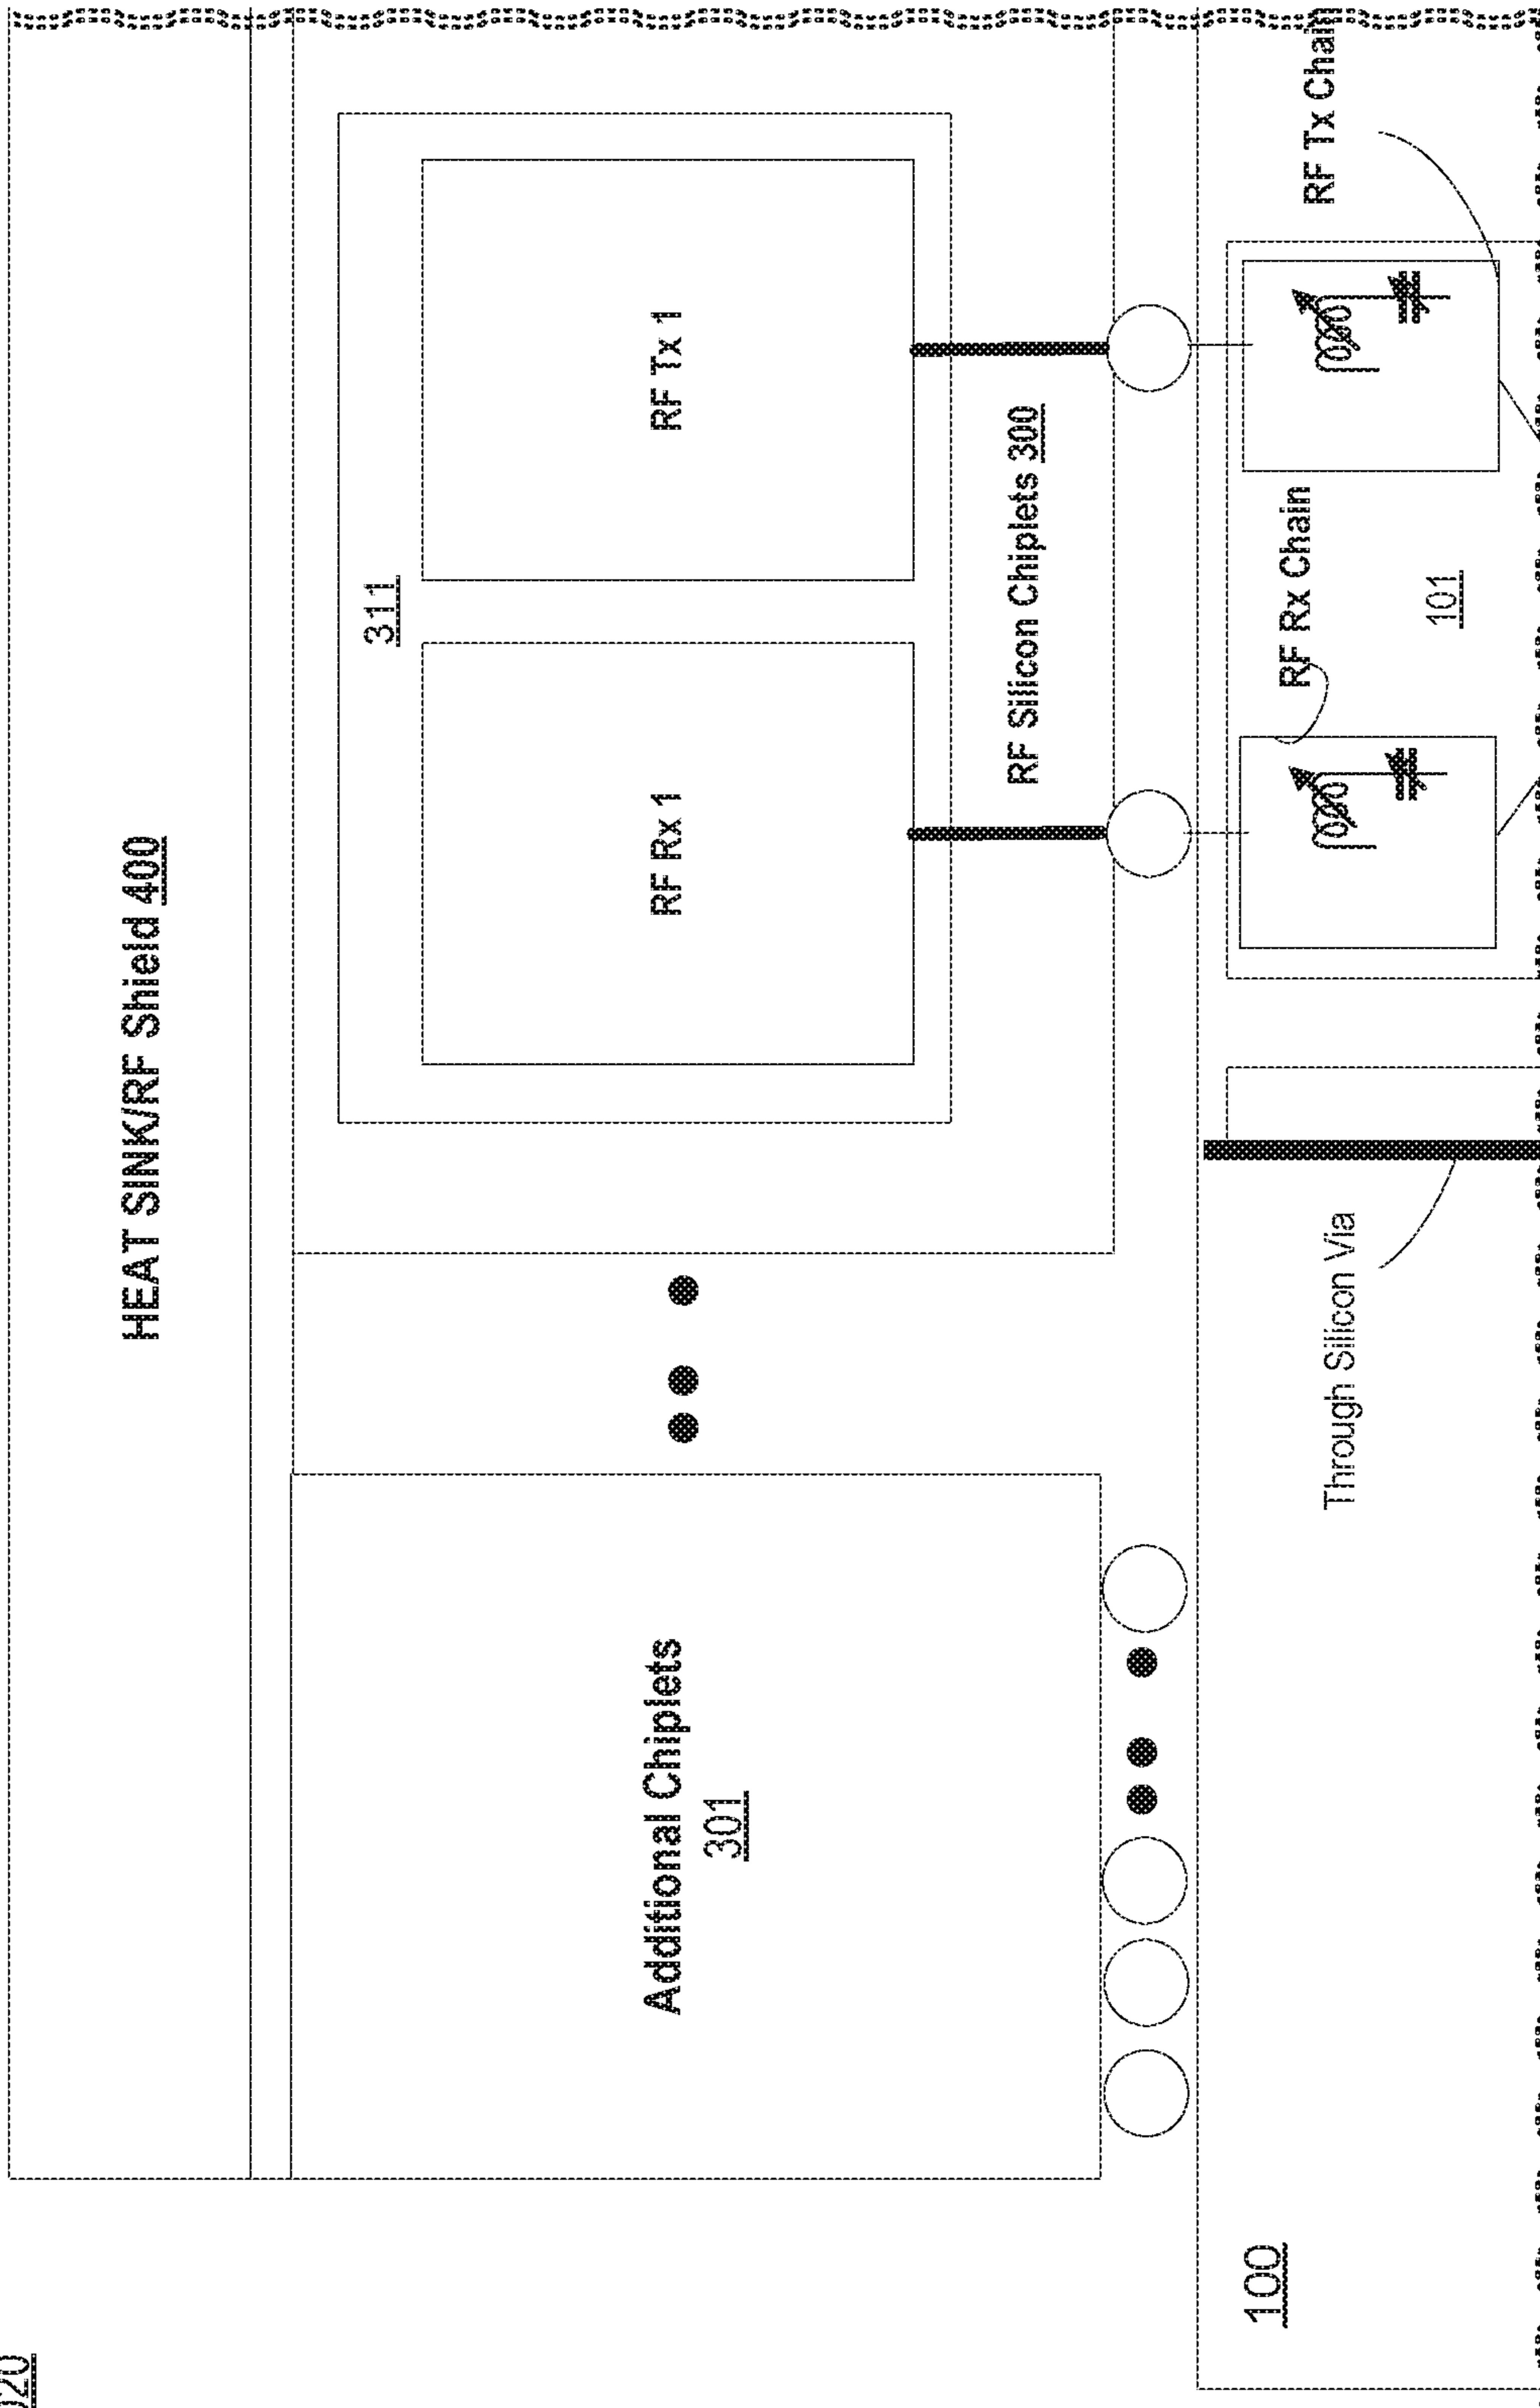 HEAT SINK/RF Shield 400
311
RF Rx 1
RF Tx 1
Additional Chiplets
301
RF Silicon Chiplets 300
RF Rx Chain
RF Tx Chain
Through Silicon Via
101
100